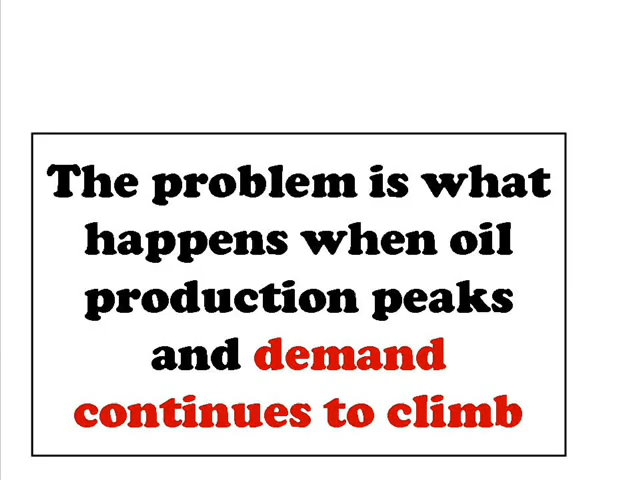 The problem is what
happens when oil
production peaks
and demand
continues to climb